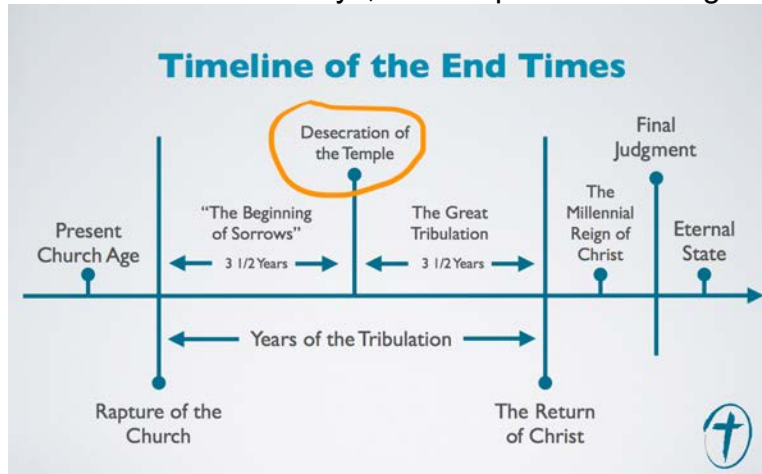 Timeline of the End Times
Desecration of
the Temple
Final
Judgment
Present
Church Age
"The Beginning
of Sorrows"
3 1/2 Years
The Great
Tribulation
3 1/2 Years
The
Millennial
Reign of
Christ
Eternal
State
Years of the Tribulation
Rapture of the
Church
The Return
of Christ